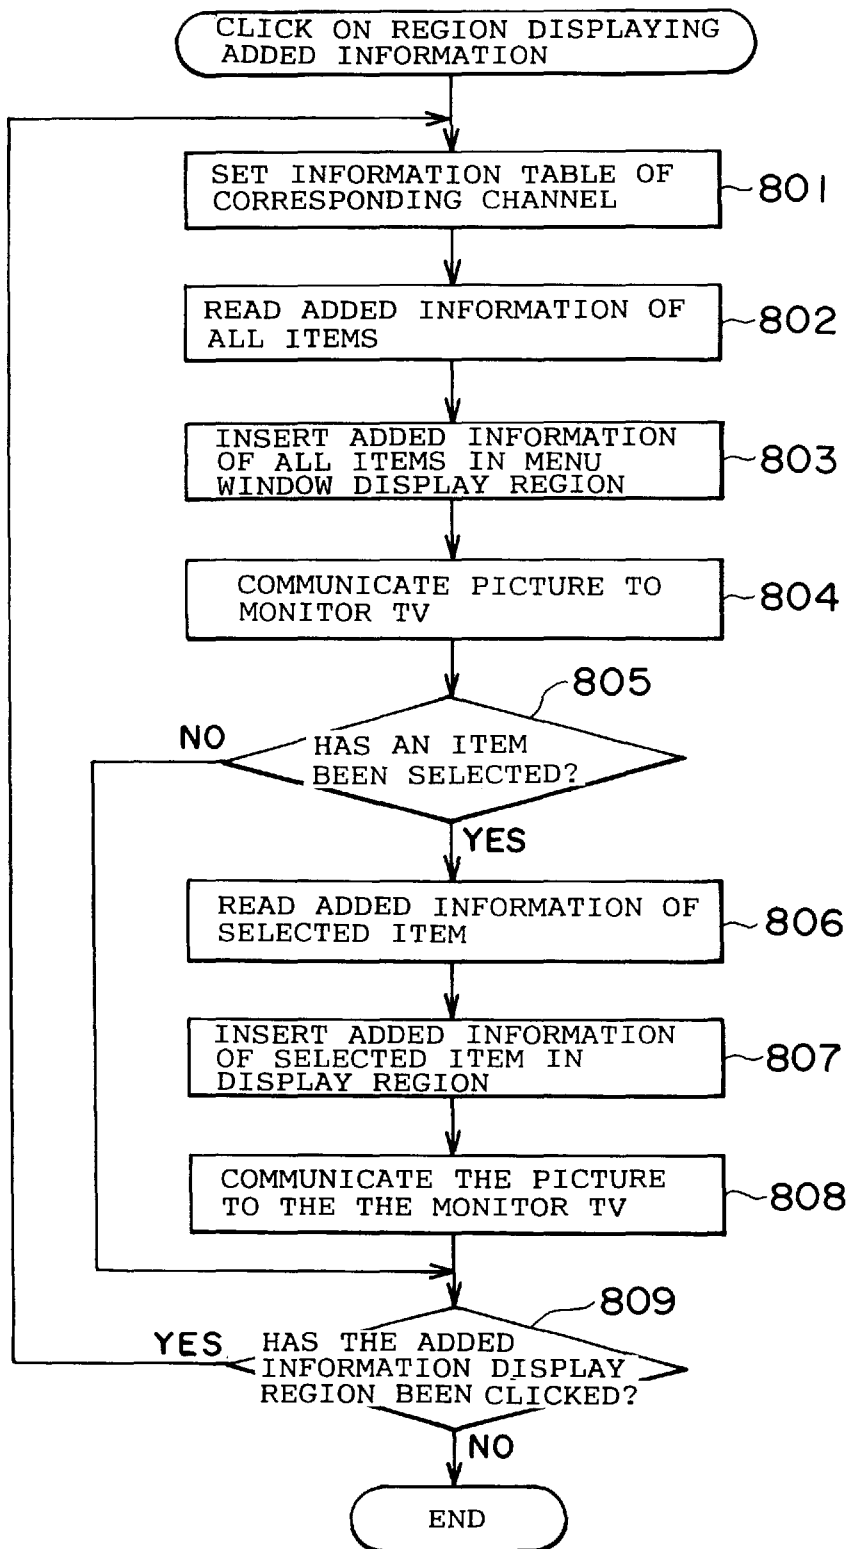 CLICK ON REGION DISPLAYING
ADDED INFORMATION
SET INFORMATION TABLE OF
CORRESPONDING CHANNEL
801
READ ADDED INFORMATION OF
ALL ITEMS
802
INSERT ADDED INFORMATION
OF ALL ITEMS IN MENU
WINDOW DISPLAY REGION
803
COMMUNICATE PICTURE TO
MONITOR TV
804
805
NO
HAS AN ITEM
BEEN SELECTED?
YES
READ ADDED INFORMATION OF
SELECTED ITEM
806
INSERT ADDED INFORMATION
OF SELECTED ITEM IN
DISPLAY REGION
807
COMMUNICATE THE PICTURE
TO THE THE MONITOR TV
808
809
YES
HAS THE ADDED
INFORMATION DISPLAY
REGION BEEN CLICKED?
NO
END